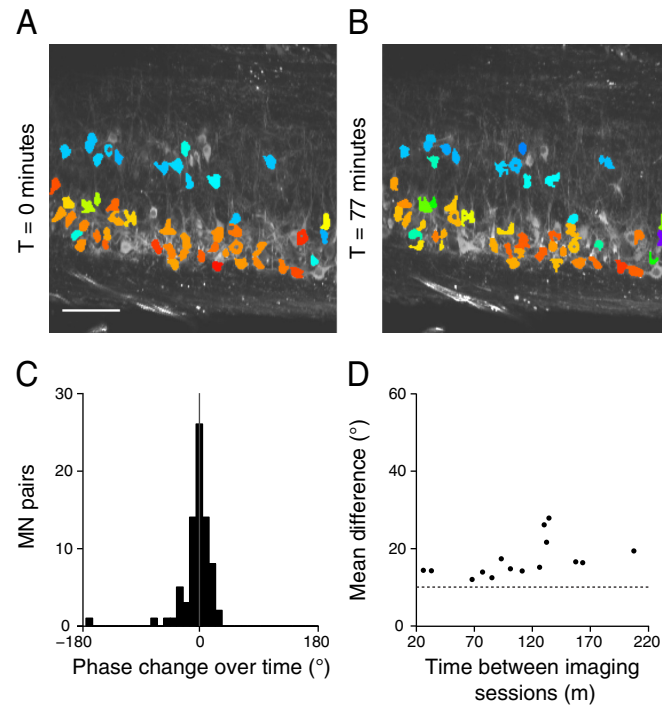 A
B
T = 0 minutes
T = 77 minutes
C
D
30
20
10
0
MN pairs
−180
0
180
Phase change over time (°)
60
40
20
0
Mean difference (°)
20
70
120
170
220
Time between imaging
sessions (m)